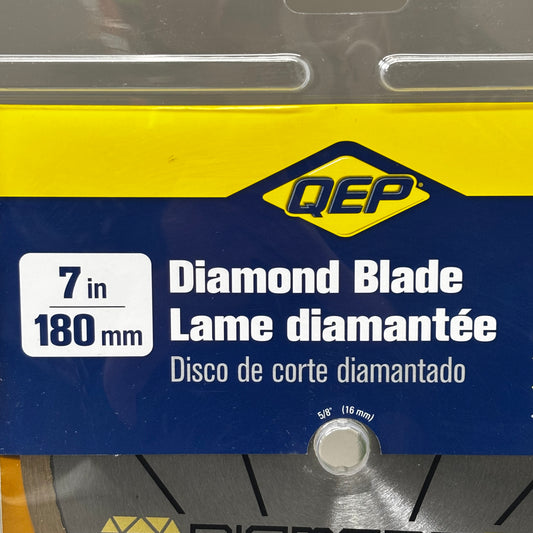 QEP
7 in
180 mm
Diamond Blade
Lame diamantée
Disco de corte diamantado
5/8" (16 mm)